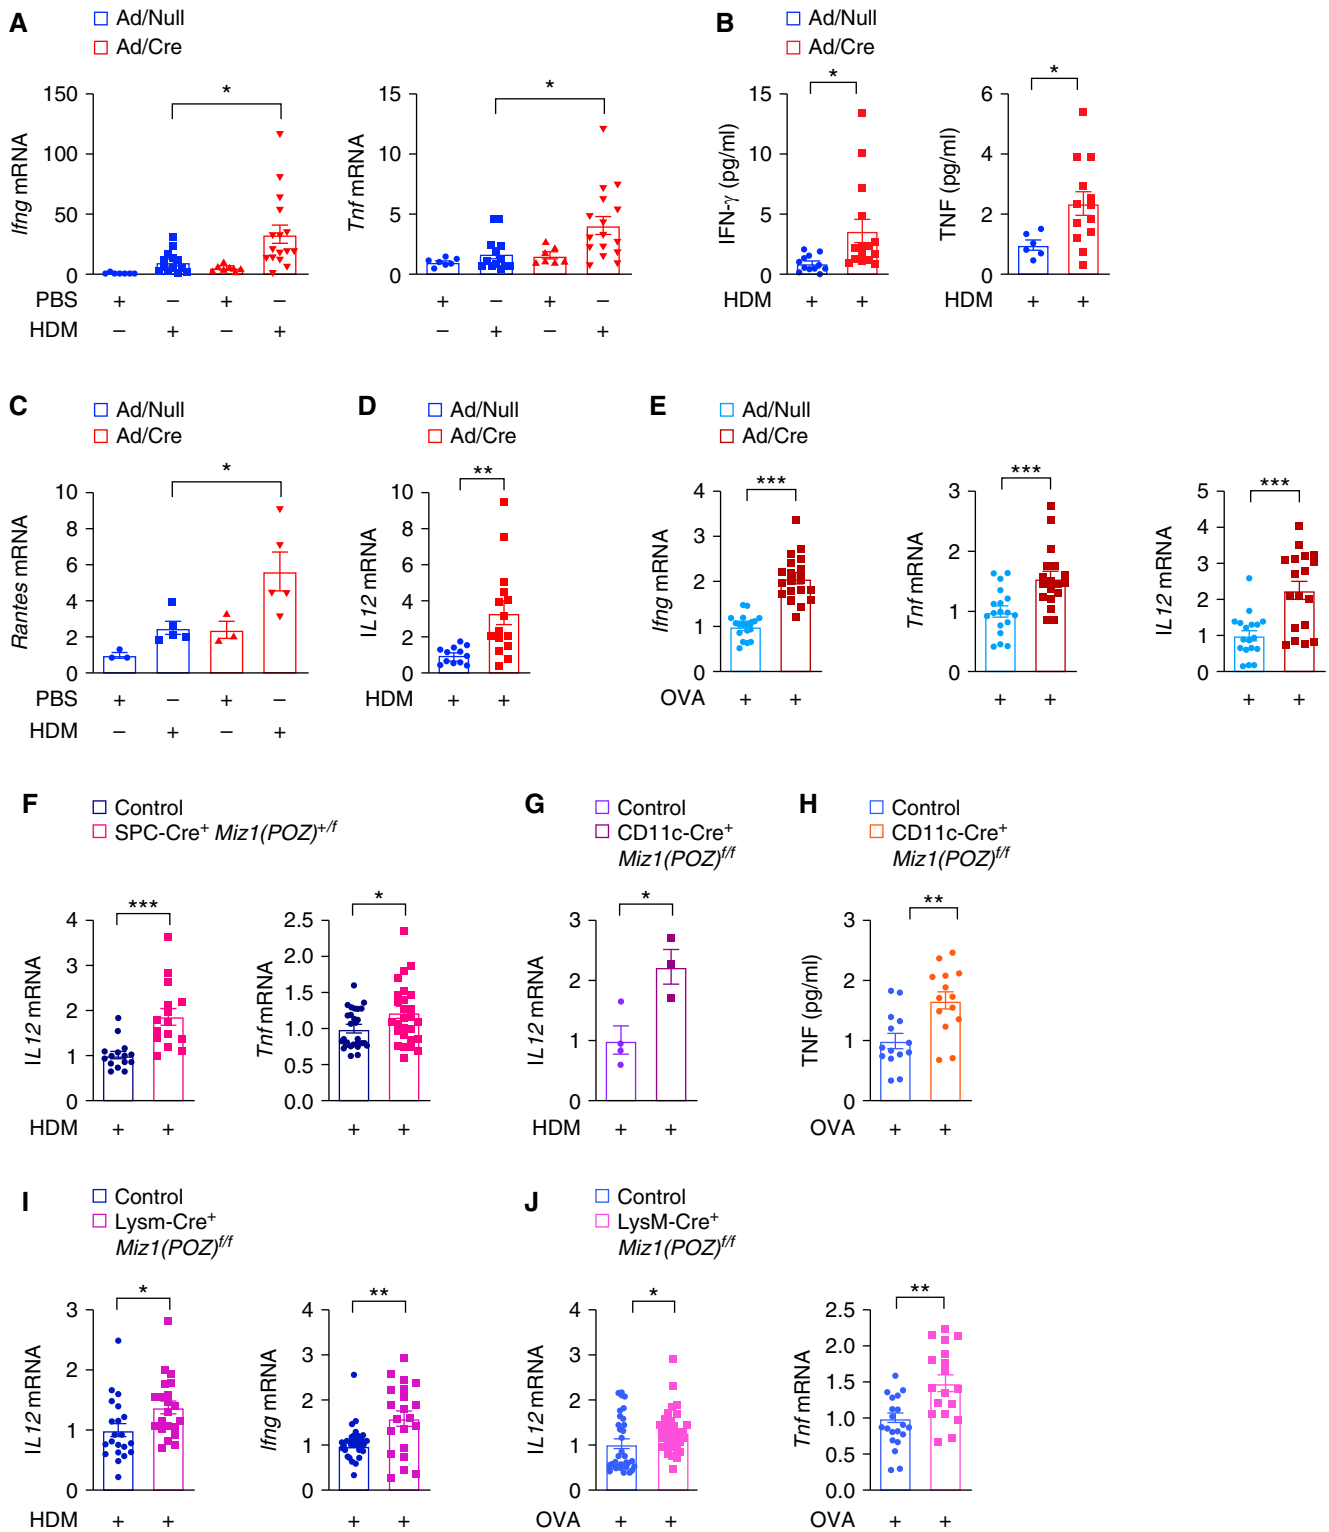 A
Ad/Null
Ad/Cre
Ifng mRNA
150
100
50
0
*
PBS + – + –
HDM – + – +
Tnf mRNA
15
10
5
0
*
+ – + –
– + – +
B
Ad/Null
Ad/Cre
IFN-γ (pg/ml)
15
10
5
0
*
HDM + +
TNF (pg/ml)
6
4
2
0
*
HDM + +
C
Ad/Null
Ad/Cre
Rantes mRNA
10
8
6
4
2
0
*
PBS + – + –
HDM – + – +
D
Ad/Null
Ad/Cre
IL12 mRNA
10
8
6
4
2
0
**
HDM + +
E
Ad/Null
Ad/Cre
Ifng mRNA
4
3
2
1
0
***
OVA + +
Tnf mRNA
3
2
1
0
***
+ +
IL12 mRNA
5
4
3
2
1
0
***
+ +
F
Control
SPC-Cre+ Miz1(POZ)+/f
IL12 mRNA
4
3
2
1
0
***
HDM + +
Tnf mRNA
2.5
2.0
1.5
1.0
0.5
0.0
*
+ +
G
Control
CD11c-Cre+
Miz1(POZ)f/f
IL12 mRNA
3
2
1
0
*
HDM + +
H
Control
CD11c-Cre+
Miz1(POZ)f/f
TNF (pg/ml)
3
2
1
0
**
OVA + +
I
Control
Lysm-Cre+
Miz1(POZ)f/f
IL12 mRNA
3
2
1
0
*
HDM + +
Ifng mRNA
4
3
2
1
0
**
+ +
J
Control
LysM-Cre+
Miz1(POZ)f/f
IL12 mRNA
4
3
2
1
0
*
OVA + +
Tnf mRNA
2.5
2.0
1.5
1.0
0.5
0.0
**
OVA + +